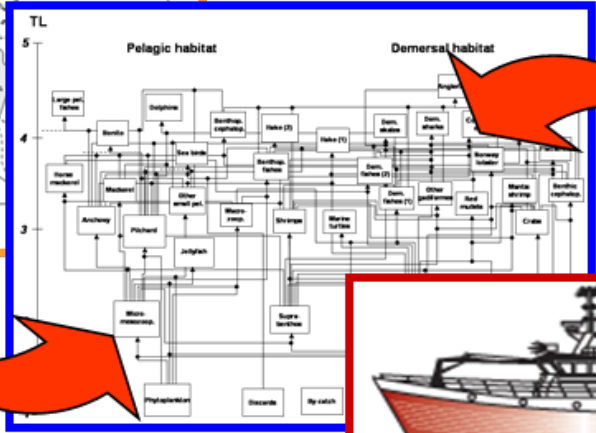 TL
Pelagic habitat
Demersal habitat
5
Large pel.
fishes
Dolphins
Bonito
Benthop.
cephalop.
Hake (2)
Hake (1)
Dem.
skates
Dem.
sharks
4
Sea birds
Norway
lobster
Horse
mackerel
Mackerel
Other
small pel.
Benthop.
fishes
Dem.
fishes (2)
Dem.
fishes (1)
Other
gadiformes
Red
mullets
Mantis
shrimp
Benthic
cephalop.
Anchovy
Pilchard
Macro-
zoop.
Shrimps
Marine
turtles
Crabs
3
Jellyfish
Micro-
mesozoop.
Supra-
benthos
Phytoplankton
Discards
By-catch